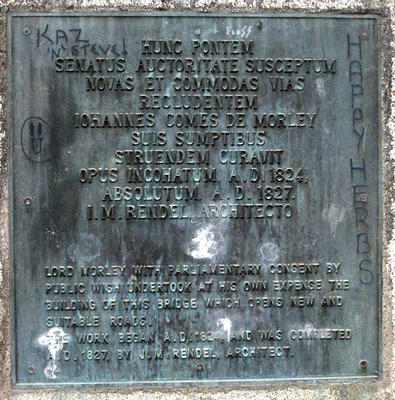 KAZ
'N' STEVE!
HUNC PONTEM
SENATUS AUCTORITATE SUSCEPTUM
NOVAS ET COMMODAS VIAS
RECLUDENTEM
IOHANNES COMES DE MORLEY
SUIS SUMPTIBUS
STRUENDEM CURAVIT
OPUS INCOHATUM, A.D. 1824,
ABSOLUTUM, A.D. 1827.
I.M. RENDEL, ARCHITECTO
HAPPY HERBS
LORD MORLEY WITH PARLIAMENTARY CONSENT BY
PUBLIC WISH UNDERTOOK AT HIS OWN EXPENSE THE
BUILDING OF THIS BRIDGE WHICH OPENS NEW AND
SUITABLE ROADS.
THE WORK BEGAN A.D. 1824, AND WAS COMPLETED
A.D. 1827, BY J.M. RENDEL, ARCHITECT.